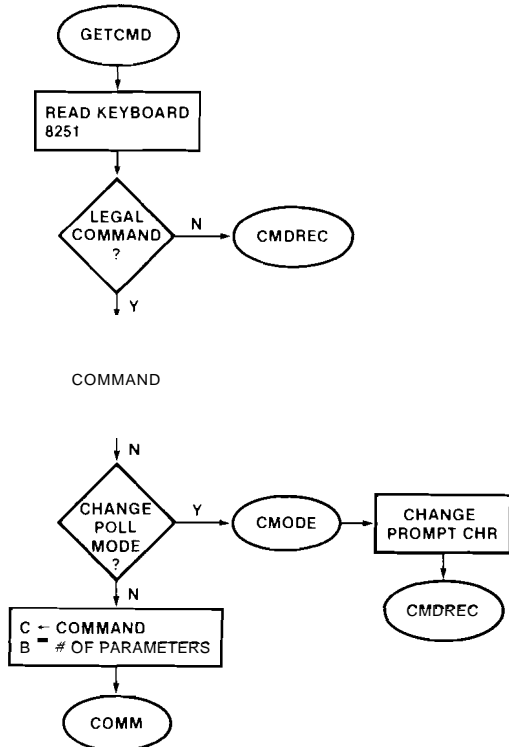 GETCMD
READ KEYBOARD
8251
LEGAL
COMMAND
?
N
CMDREC
Y
COMMAND
N
CHANGE
POLL
MODE
?
Y
CMODE
CHANGE
PROMPT CHR
CMDREC
N
C ← COMMAND
B = # OF PARAMETERS
COMM